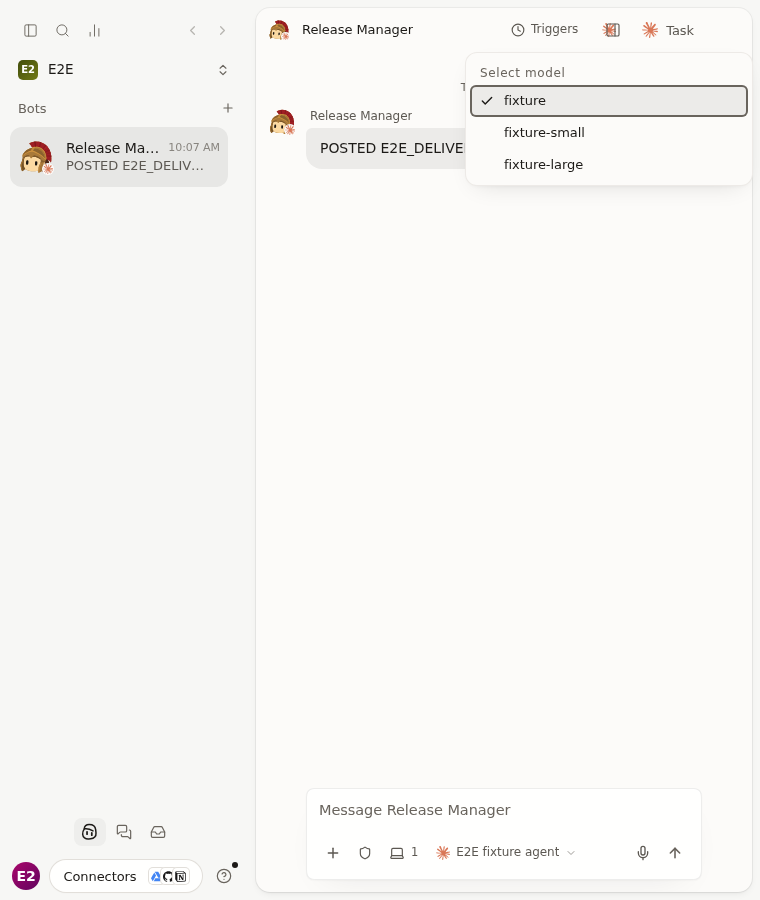 E2 E2E
Bots
Release Ma... 10:07 AM
POSTED E2E_DELIV...
Connectors
E2
Release Manager
Triggers
Task
Select model
fixture
fixture-small
fixture-large
Release Manager
POSTED E2E_DELIVE
Message Release Manager
1 E2E fixture agent